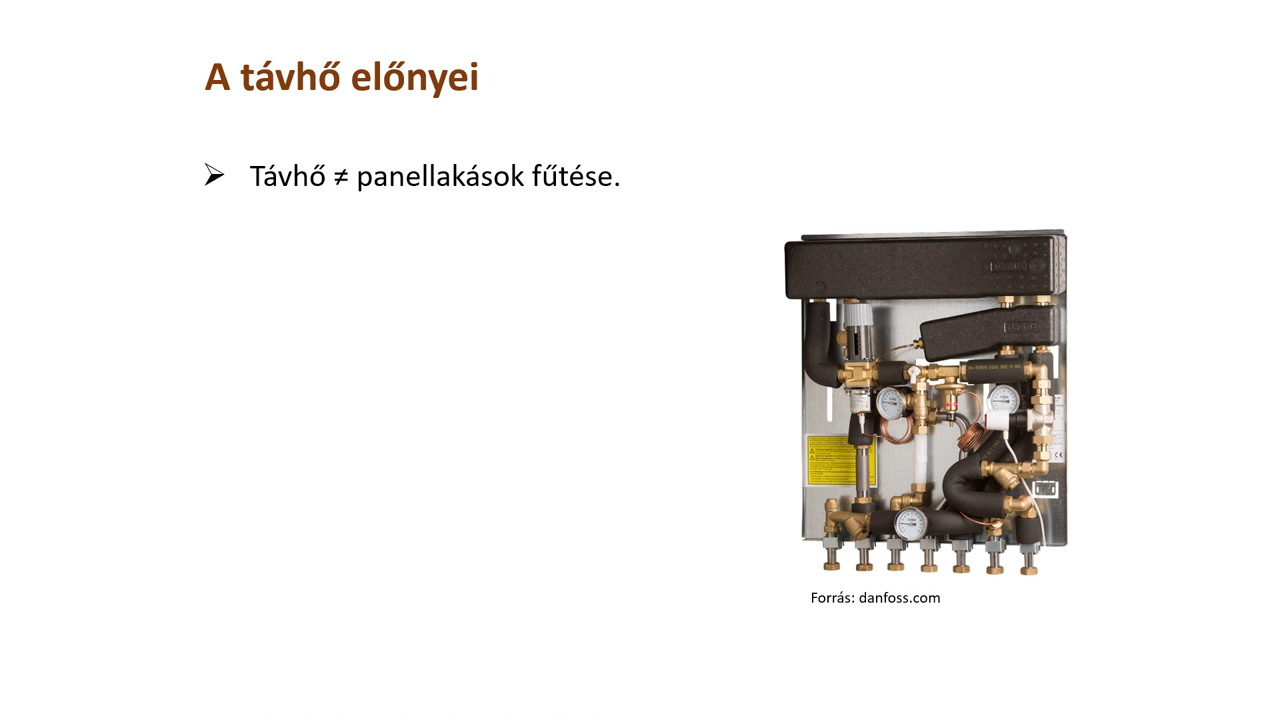 A távhő előnyei
Távhő ≠ panellakások fűtése.
Forrás: danfoss.com